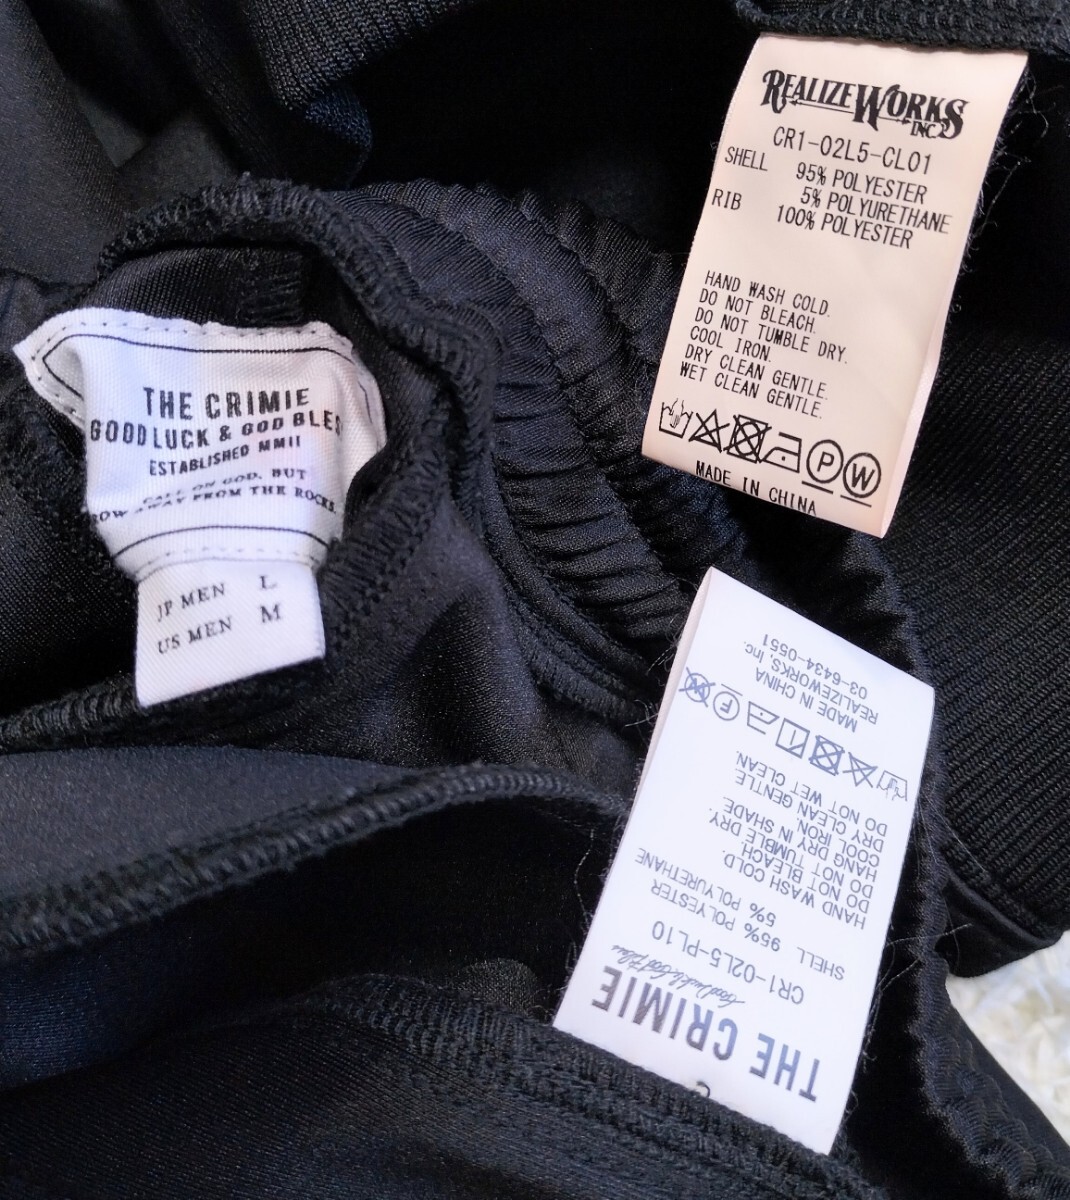 REALIZEWORKS
INC.
CR1-02L5-CL01
SHELL 95% POLYESTER
5% POLYURETHANE
RIB 100% POLYESTER
HAND WASH COLD.
DO NOT BLEACH.
DO NOT TUMBLE DRY.
COOL IRON.
DRY CLEAN GENTLE.
WET CLEAN GENTLE.
P W
MADE IN CHINA
THE CRIMIE
GOOD LUCK & GOD BLES
ESTABLISHED MMII
CALL ON GOD, BUT
ROW AWAY FROM THE ROCKS.
JP MEN L
US MEN M
THE CRIMIE
Good Luck & God Bless
CR1-02L5-PL10
SHELL 95% POLYESTER
5% POLYURETHANE
HAND WASH COLD.
DO NOT BLEACH.
DO NOT TUMBLE DRY.
HANG DRY IN SHADE.
COOL IRON.
DRY CLEAN GENTLE
DO NOT WET CLEAN.
F W
MADE IN CHINA
REALIZEWORKS, Inc.
03-6434-0551